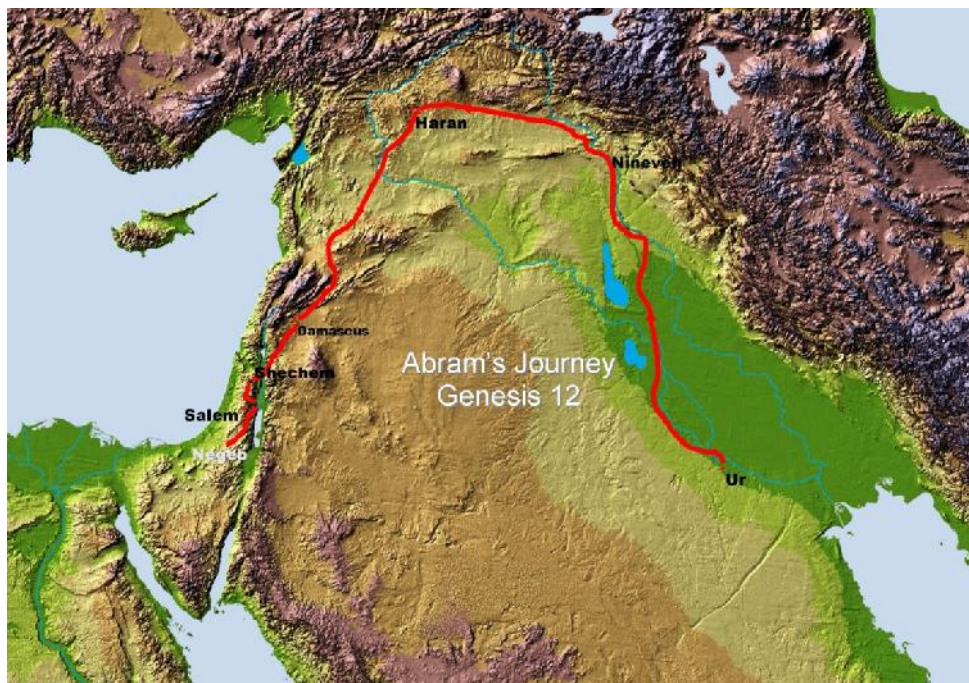 Haran
Nineveh
Damascus
Abram's Journey
Genesis 12
Shechem
Salem
Negeb
Ur